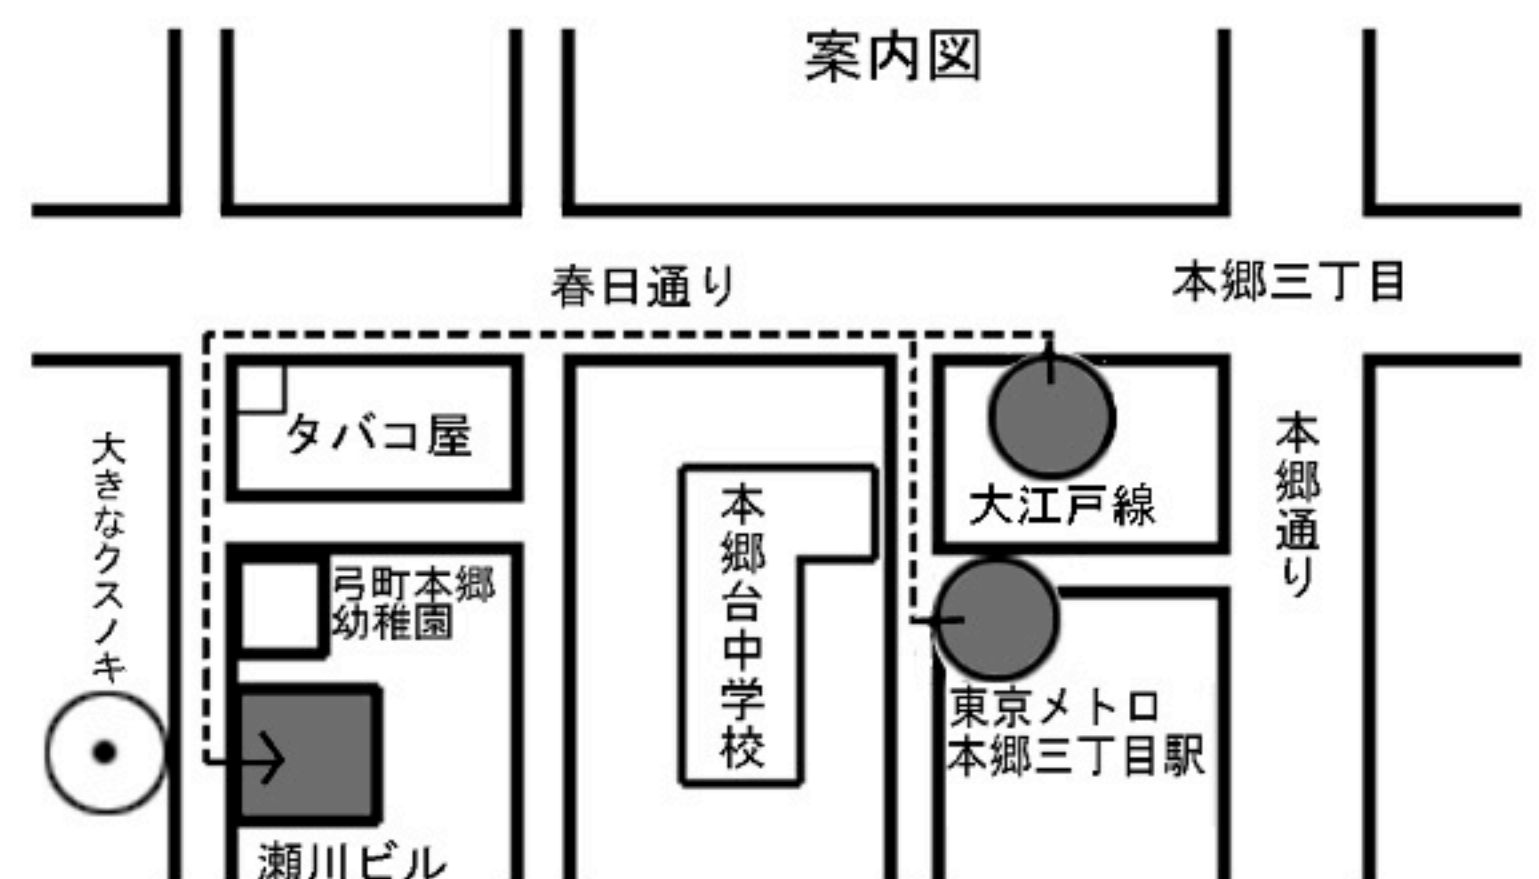 案内図
春日通り
本郷三丁目
大きなクスノキ
タバコ屋
弓町本郷
幼稚園
本郷台中学校
大江戸線
本郷通り
東京メトロ
本郷三丁目駅
瀬川ビル